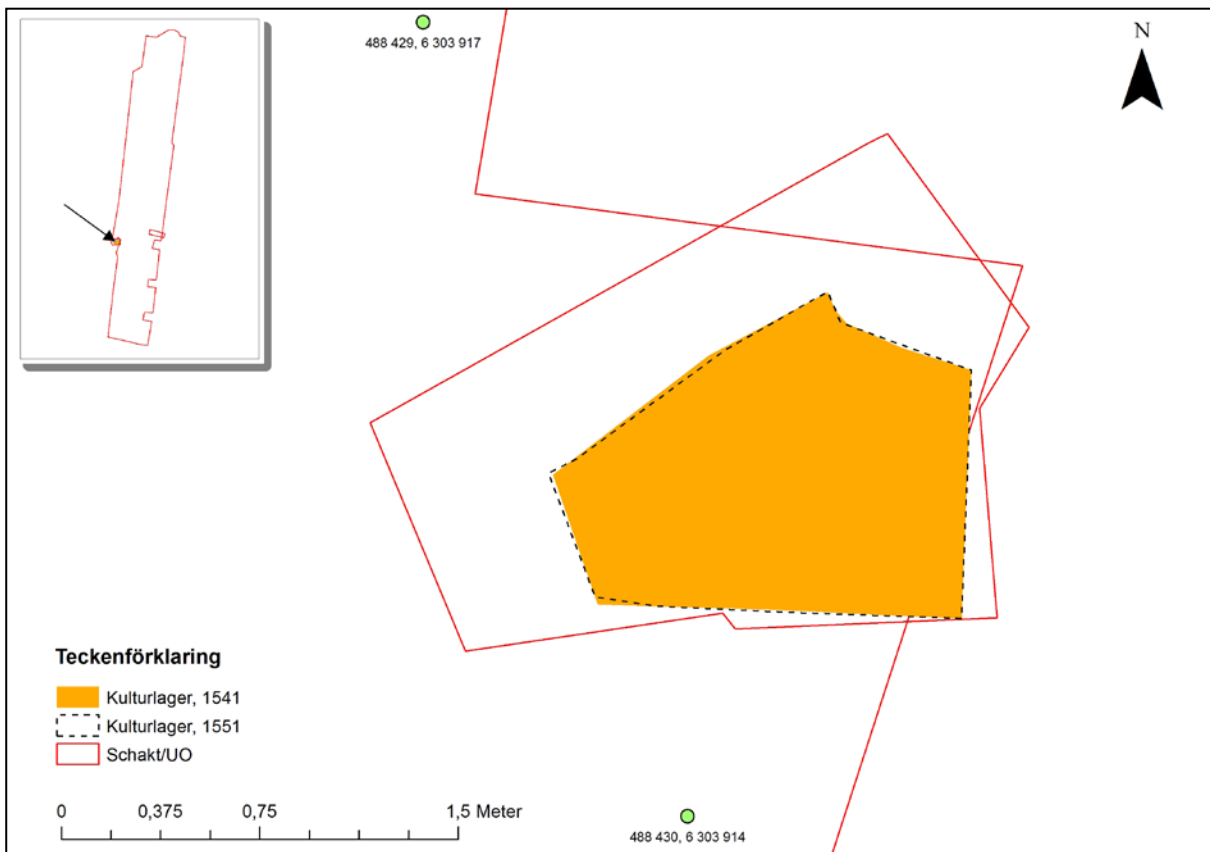 488 429, 6 303 917
N
Teckenförklaring
Kulturlager, 1541
Kulturlager, 1551
Schakt/UO
0 0,375 0,75 1,5 Meter
488 430, 6 303 914